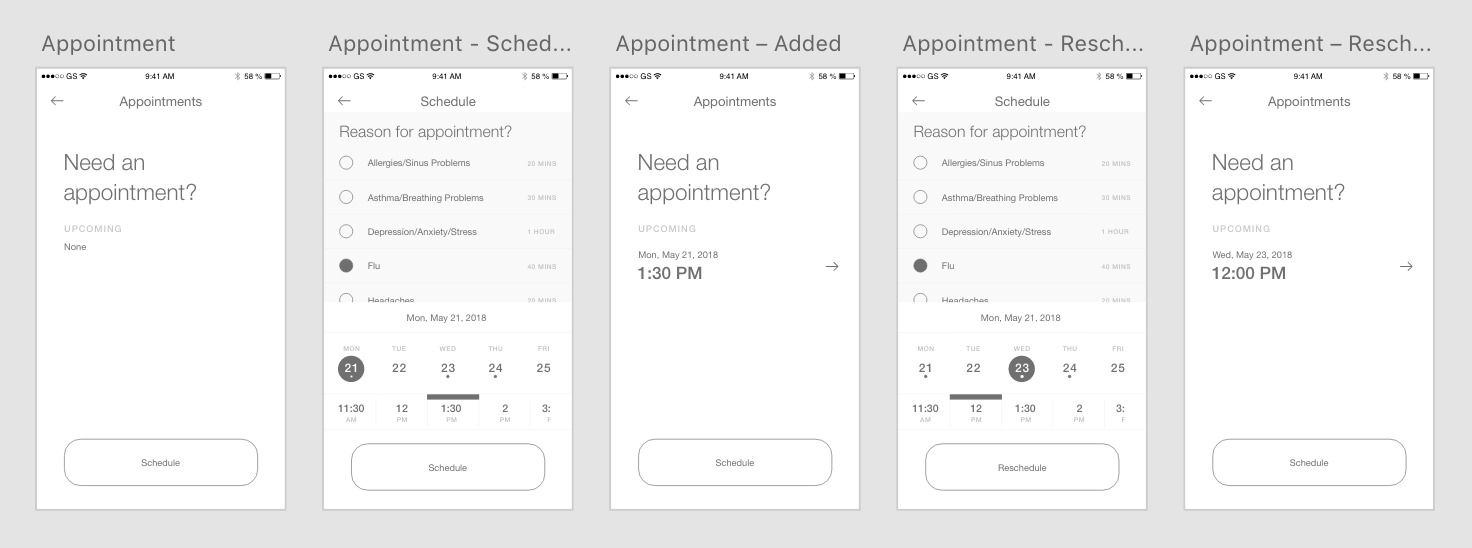 Appointment
GS 9:41 AM 58 %
Appointments
Need an
appointment?
UPCOMING
None
Schedule
Appointment - Sched...
GS 9:41 AM 58 %
Schedule
Reason for appointment?
Allergies/Sinus Problems 20 MINS
Asthma/Breathing Problems 30 MINS
Depression/Anxiety/Stress 1 HOUR
Flu 40 MINS
Headaches 20 MINS
Mon, May 21, 2018
MON TUE WED THU FRI
21 22 23 24 25
11:30 12 1:30 2 3:
AM PM PM PM F
Schedule
Appointment – Added
GS 9:41 AM 58 %
Appointments
Need an
appointment?
UPCOMING
Mon, May 21, 2018
1:30 PM
Schedule
Appointment - Resch...
GS 9:41 AM 58 %
Schedule
Reason for appointment?
Allergies/Sinus Problems 20 MINS
Asthma/Breathing Problems 30 MINS
Depression/Anxiety/Stress 1 HOUR
Flu 40 MINS
Headaches 20 MINS
Mon, May 21, 2018
MON TUE WED THU FRI
21 22 23 24 25
11:30 12 1:30 2 3:
AM PM PM PM F
Reschedule
Appointment – Resch...
GS 9:41 AM 58 %
Appointments
Need an
appointment?
UPCOMING
Wed, May 23, 2018
12:00 PM
Schedule